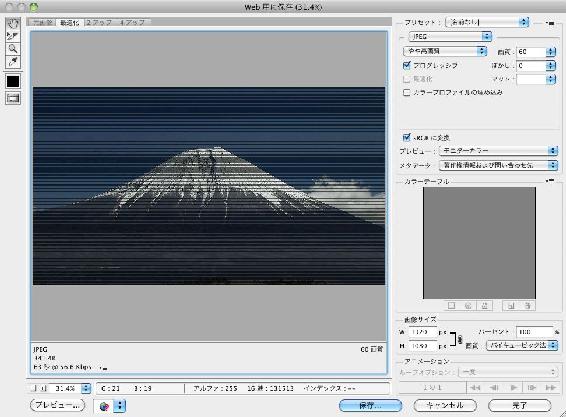 Web 用に保存 (31.4%)
元画像 最適化 2 アップ 4 アップ
プリセット: [名前なし]
JPEG
やや高画質 画質: 60
プログレッシブ ぼかし: 0
最適化 マット:
カラープロファイルの埋め込み
sRGB に変換
プレビュー: モニターカラー
メタデータ: 著作権情報および問い合わせ先
カラーテーブル
画像サイズ
W: 1920 px パーセント: 100 %
H: 1080 px 画質: バイキュービック法
アニメーション
ループオプション: 一度
1 の 1
JPEG 60 画質
31.4% アルファ: 255 インデックス: --
プレビュー... 保存... キャンセル 完了